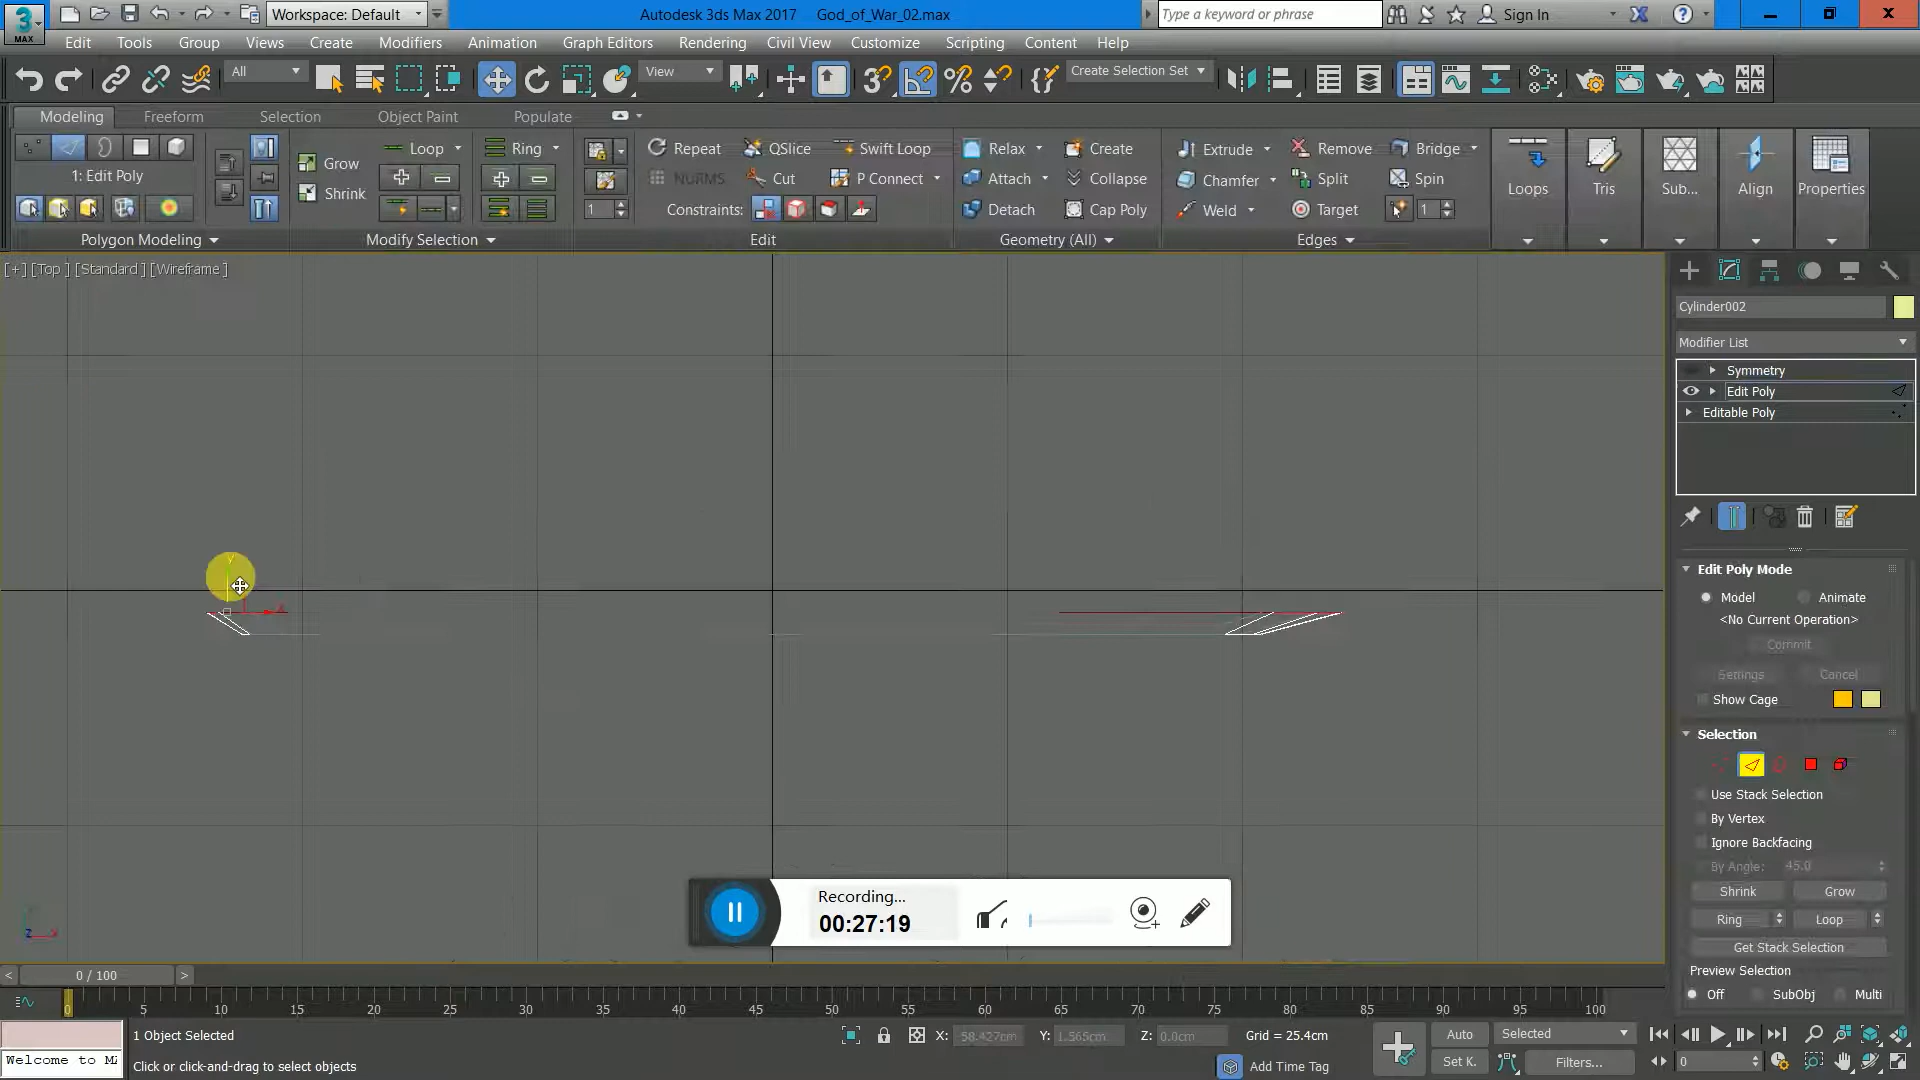 Workspace: Default
Autodesk 3ds Max 2017
God_of_War_02.max
Type a keyword or phrase
Sign In
MAX
Edit
Tools
Group
Views
Create
Modifiers
Animation
Graph Editors
Rendering
Civil View
Customize
Scripting
Content
Help
All
View
Create Selection Set
Modeling
Freeform
Selection
Object Paint
Populate
1: Edit Poly
Grow
Shrink
Loop
Ring
1
Repeat
QSlice
Swift Loop
NURMS
Cut
P Connect
Constraints:
Relax
Create
Attach
Collapse
Detach
Cap Poly
Extrude
Remove
Bridge
Chamfer
Split
Spin
Weld
Target
1
Loops
Tris
Sub...
Align
Properties
Polygon Modeling
Modify Selection
Edit
Geometry (All)
Edges
[+] [Top ] [Standard ] [Wireframe ]
Cylinder002
Modifier List
Symmetry
Edit Poly
Editable Poly
Edit Poly Mode
Model
Animate
<No Current Operation>
Commit
Settings
Cancel
Show Cage
Selection
Use Stack Selection
By Vertex
Ignore Backfacing
By Angle: 45.0
Shrink
Grow
Ring
Loop
Get Stack Selection
Preview Selection
Off
SubObj
Multi
Recording...
00:27:19
0 / 100
0 5 10 15 20 25 30 35 40 45 50 55 60 65 70 75 80 85 90 95 100
1 Object Selected
X: 58.427cm
Y: 1.565cm
Z: 0.0cm
Grid = 25.4cm
Auto
Selected
Welcome to MA
Click or click-and-drag to select objects
Add Time Tag
Set K.
Filters...
0